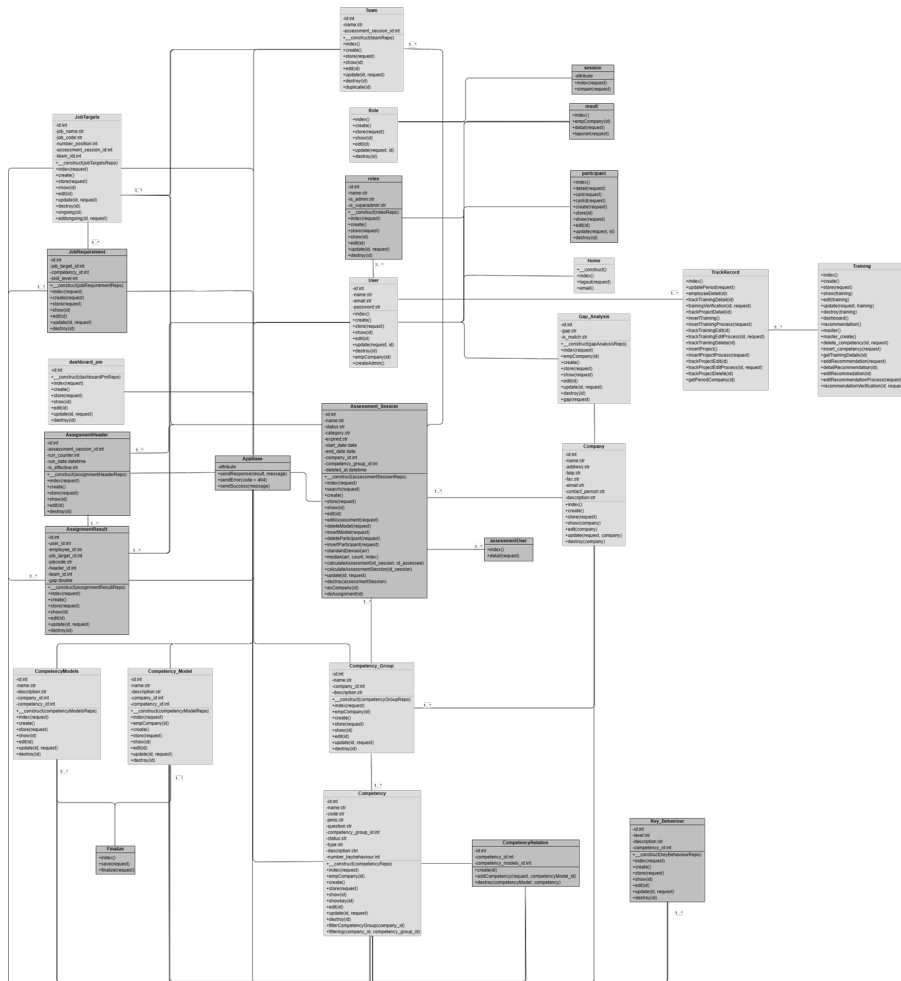 Team
-id:int
-name:str
-assessment_session_id:int
+__construct(teamRepo)
+index()
+create()
+store(request)
+show(id)
+edit(id)
+update(id, request)
+destroy(id)
+duplicate(id)
session
-attribute
+index(request)
+simpan(request)
result
+index()
+empCompany(id)
+detail(request)
JobTargets
-id:int
-job_name:str
-job_code:str
-number_position:int
-assessment_session_id:int
+__construct(jobTargetsRepo)
+index(request)
+create()
+store(request)
+show(id)
+edit(id)
+update(id, request)
+destroy(id)
+ongoing(id)
+addongoing(id, request)
Role
+index()
+create()
+store(request)
+show(id)
+edit(id)
+update(request, id)
+destroy(id)
roles
-id:int
-name:str
-is_admin:str
-is_superadmin:str
+__construct(rolesRepo)
+index(request)
+create()
+store(request)
+show(id)
+edit(id)
+update(id, request)
+destroy(id)
participant
+index()
+detail(request)
+create(request)
+store(id)
+show(request)
+edit(id)
+update(request, id)
+destroy(id)
JobRequirement
-id:int
-job_target_id:int
-competency_id:int
-skill_level:int
+__construct(jobRequirementRepo)
+index(request)
+create(request)
+store(request)
+show(id)
+edit(id)
+update(id, request)
+destroy(id)
Home
+__construct()
+index()
+logout(request)
+email()
User
-id:int
-name:str
-email:str
-password:str
+index()
+create()
+store(request)
+show(id)
+edit(id)
+update(request, id)
+destroy(id)
+empCompany(id)
+createAdmin()
TrackRecord
+index()
+updatePeriod(request)
+employeeDetail(id)
+trackTrainingDetail(id)
+trainingVerification(id, request)
+trackProjectDetail(id)
+insertTraining()
+insertTrainingProcess(request)
+trackTrainingEdit(id)
+trackTrainingEditProcess(id, request)
+trackTrainingDelete(id)
+insertProject()
+insertProjectProcess(request)
+trackProjectEdit(id)
+trackProjectEditProcess(id, request)
+trackProjectDelete(id)
+getPeriodCompany(id)
Training
+index()
+create()
+store(request)
+show(training)
+edit(training)
+update(request, training)
+destroy(training)
+dashboard()
+recommendation()
+master()
+master_create()
+delete_competency(id, request)
+insert_competency(request)
+getTrainingDetails(id)
+addRecommendation(request)
+detailRecommendation(id)
+editRecommedation(id)
+editRecommendationProcess(request)
+recommendationVerification(id, request)
Gap_Analysis
-id:int
-gap:str
-is_match:str
+__construct(gapAnalysisRepo)
+index(request)
+empCompany(id)
+create()
+store(request)
+show(request)
+edit(id)
+update(id, request)
+destroy(id)
+gap(request)
dashboard_pm
-id:int
+__construct(dashboardPmRepo)
+index(request)
+create()
+store(request)
+show(id)
+edit(id)
+update(id, request)
+destroy(id)
Assessment_Session
-id:int
-name:str
-status:str
-category:str
-expired:str
-start_date:date
-end_date:date
-company_id:int
-competency_group_id:int
-deleted_at:datetime
+__construct(assessmentSessionRepo)
+index(request)
+search(request)
+create()
+store(request)
+show(id)
+edit(id)
+editAssessment(request)
+deleteModel(request)
+insertModel(request)
+deleteParticipant(request)
+insertParticipant(request)
+standardDeviasi(arr)
+median(arr, count, index)
+calculateAssessment(id_session, id_assessee)
+calculateAssessmentSession(id_session)
+update(id, request)
+destroy(assessmentSession)
+asCompany(id)
+doAssignment(id)
AssignmentHeader
-id:int
-assessment_session_id:int
-run_counter:int
-run_date:datetime
-is_effective:int
+__construct(assignmentHeaderRepo)
+index(request)
+create()
+store(request)
+show(id)
+edit(id)
+destroy(id)
AppBase
-attribute
+sendResponse(result, message)
+sendError(code = 404)
+sendSuccess(message)
Company
-id:int
-name:str
-address:str
-telp:str
-fax:str
-email:str
-contact_person:str
-description:str
+index()
+create()
+store(request)
+show(company)
+edit(company)
+update(request, company)
+destroy(company)
AssignmentResult
-id:int
-user_id:int
-employee_id:str
-job_target_id:int
-jobcode:str
-header_id:int
-team_id:int
-gap:double
+__construct(assignmentResultRepo)
+index(request)
+create()
+store(request)
+show(id)
+edit(id)
+update(id, request)
+destroy(id)
assessmentUser
+index()
+detail(request)
CompetencyModels
-id:int
-name:str
-description:str
-company_id:int
-competency_id:int
+__construct(competencyModelsRepo)
+index(request)
+create()
+store(request)
+show(id)
+edit(id)
+update(id, request)
+destroy(id)
Competency_Model
-id:int
-name:str
-description:str
-company_id:int
-competency_id:int
+__construct(competencyModelRepo)
+index(request)
+empCompany(id)
+create()
+store(request)
+show(id)
+edit(id)
+update(id, request)
+destroy(id)
Competency_Group
-id:int
-name:str
-company_id:int
-description:str
+__construct(competencyGroupRepo)
+index(request)
+empCompany(id)
+create()
+store(request)
+show(id)
+edit(id)
+update(id, request)
+destroy(id)
Competency
-id:int
-name:str
-code:str
-jenis:str
-question:str
-competency_group_id:int
-status:str
-type:str
-description:str
-number_keybehaviour:int
+__construct(competencyRepo)
+index(request)
+empCompany(id)
+create()
+store(request)
+show(id)
+showkey(id)
+edit(id)
+update(id, request)
+destroy(id)
+filterCompetencyGroup(company_id)
+filtering(company_id, competency_group_id)
Finalize
+index()
+save(request)
+finalize(request)
CompetencyRelation
-id:int
-competency_id:int
-competency_models_id:int
+create(id)
+addCompetency(request, competencyModel_id)
+destroy(competencyModel, competency)
Key_Behaviour
-id:int
-level:int
-description:str
-competency_id:int
+__construct(keyBehaviourRepo)
+index(request)
+create()
+store(request)
+show(id)
+edit(id)
+update(id, request)
+destroy(id)